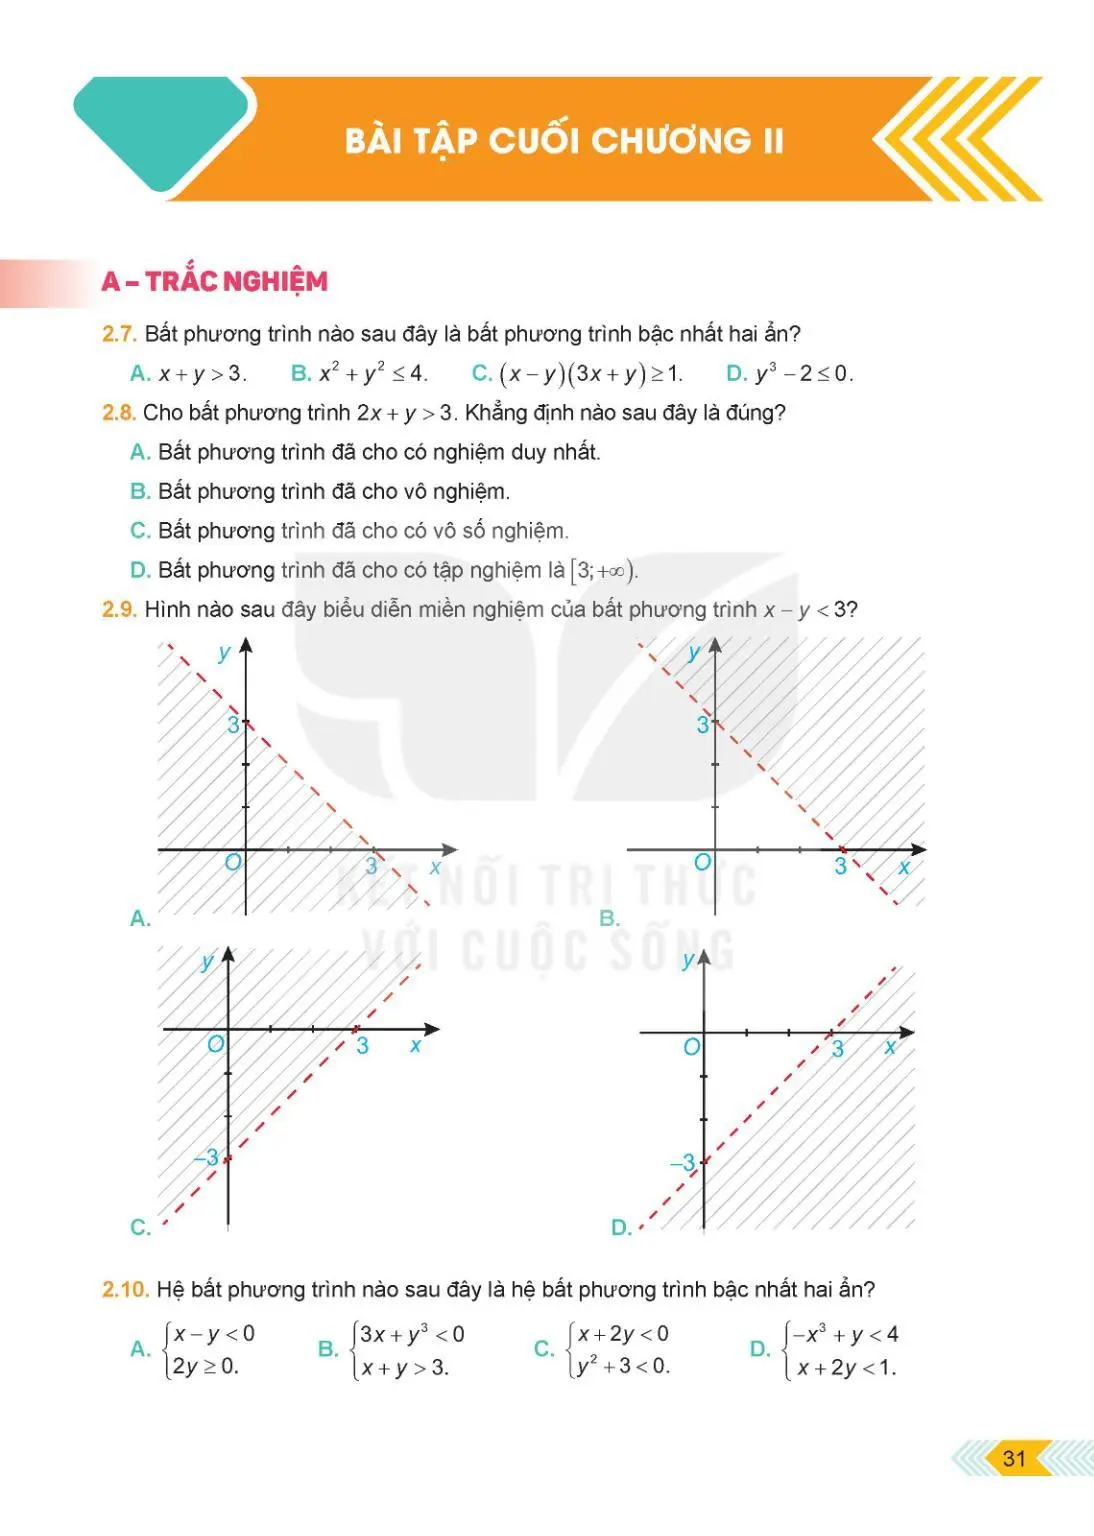 BÀI TẬP CUỐI CHƯƠNG II
A – TRẮC NGHIỆM
2.7. Bất phương trình nào sau đây là bất phương trình bậc nhất hai ẩn?
A. x + y > 3. B. x² + y² ≤ 4. C. (x – y)(3x + y) ≥ 1. D. y³ – 2 ≤ 0.
2.8. Cho bất phương trình 2x + y > 3. Khẳng định nào sau đây là đúng?
A. Bất phương trình đã cho có nghiệm duy nhất.
B. Bất phương trình đã cho vô nghiệm.
C. Bất phương trình đã cho có vô số nghiệm.
D. Bất phương trình đã cho có tập nghiệm là [3; +∞).
2.9. Hình nào sau đây biểu diễn miền nghiệm của bất phương trình x – y < 3?
y y
3 3
O 3 x O 3 x
KẾT NỐI TRI THỨC
A. B.
VỚI CUỘC SỐNG
y y
O 3 x O 3 x
–3 –3
C. D.
2.10. Hệ bất phương trình nào sau đây là hệ bất phương trình bậc nhất hai ẩn?
A. {x – y < 0 B. {3x + y³ < 0 C. {x + 2y < 0 D. {–x³ + y < 4
2y ≥ 0. x + y > 3. y² + 3 < 0. x + 2y < 1.
31